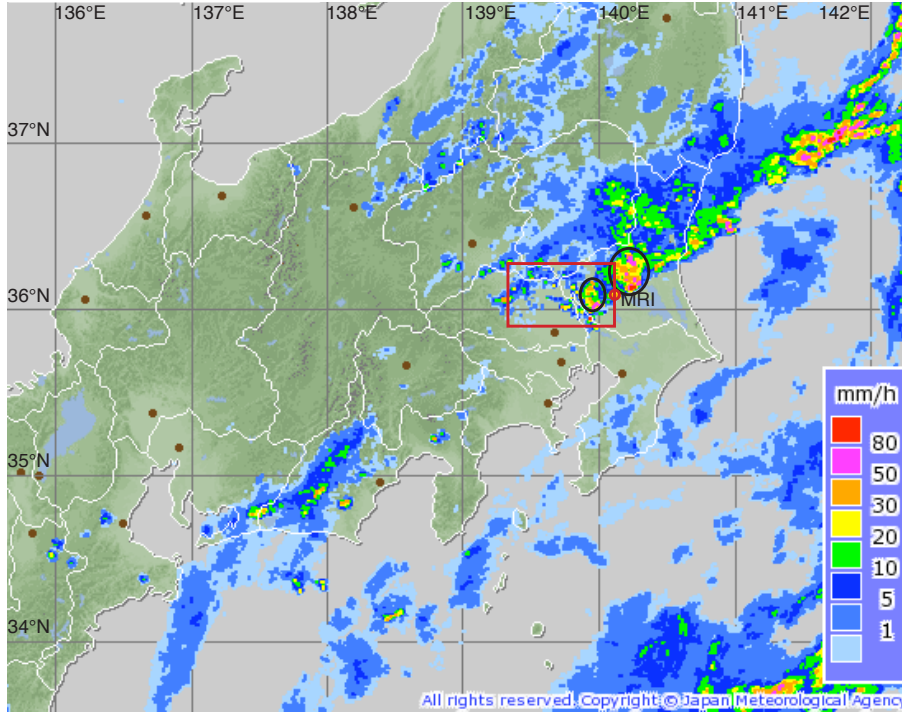 136°E 137°E 138°E 139°E 140°E 141°E 142°E
37°N
36°N
MRI
35°N
34°N
mm/h
80
50
30
20
10
5
1
All rights reserved. Copyright © Japan Meteorological Agency